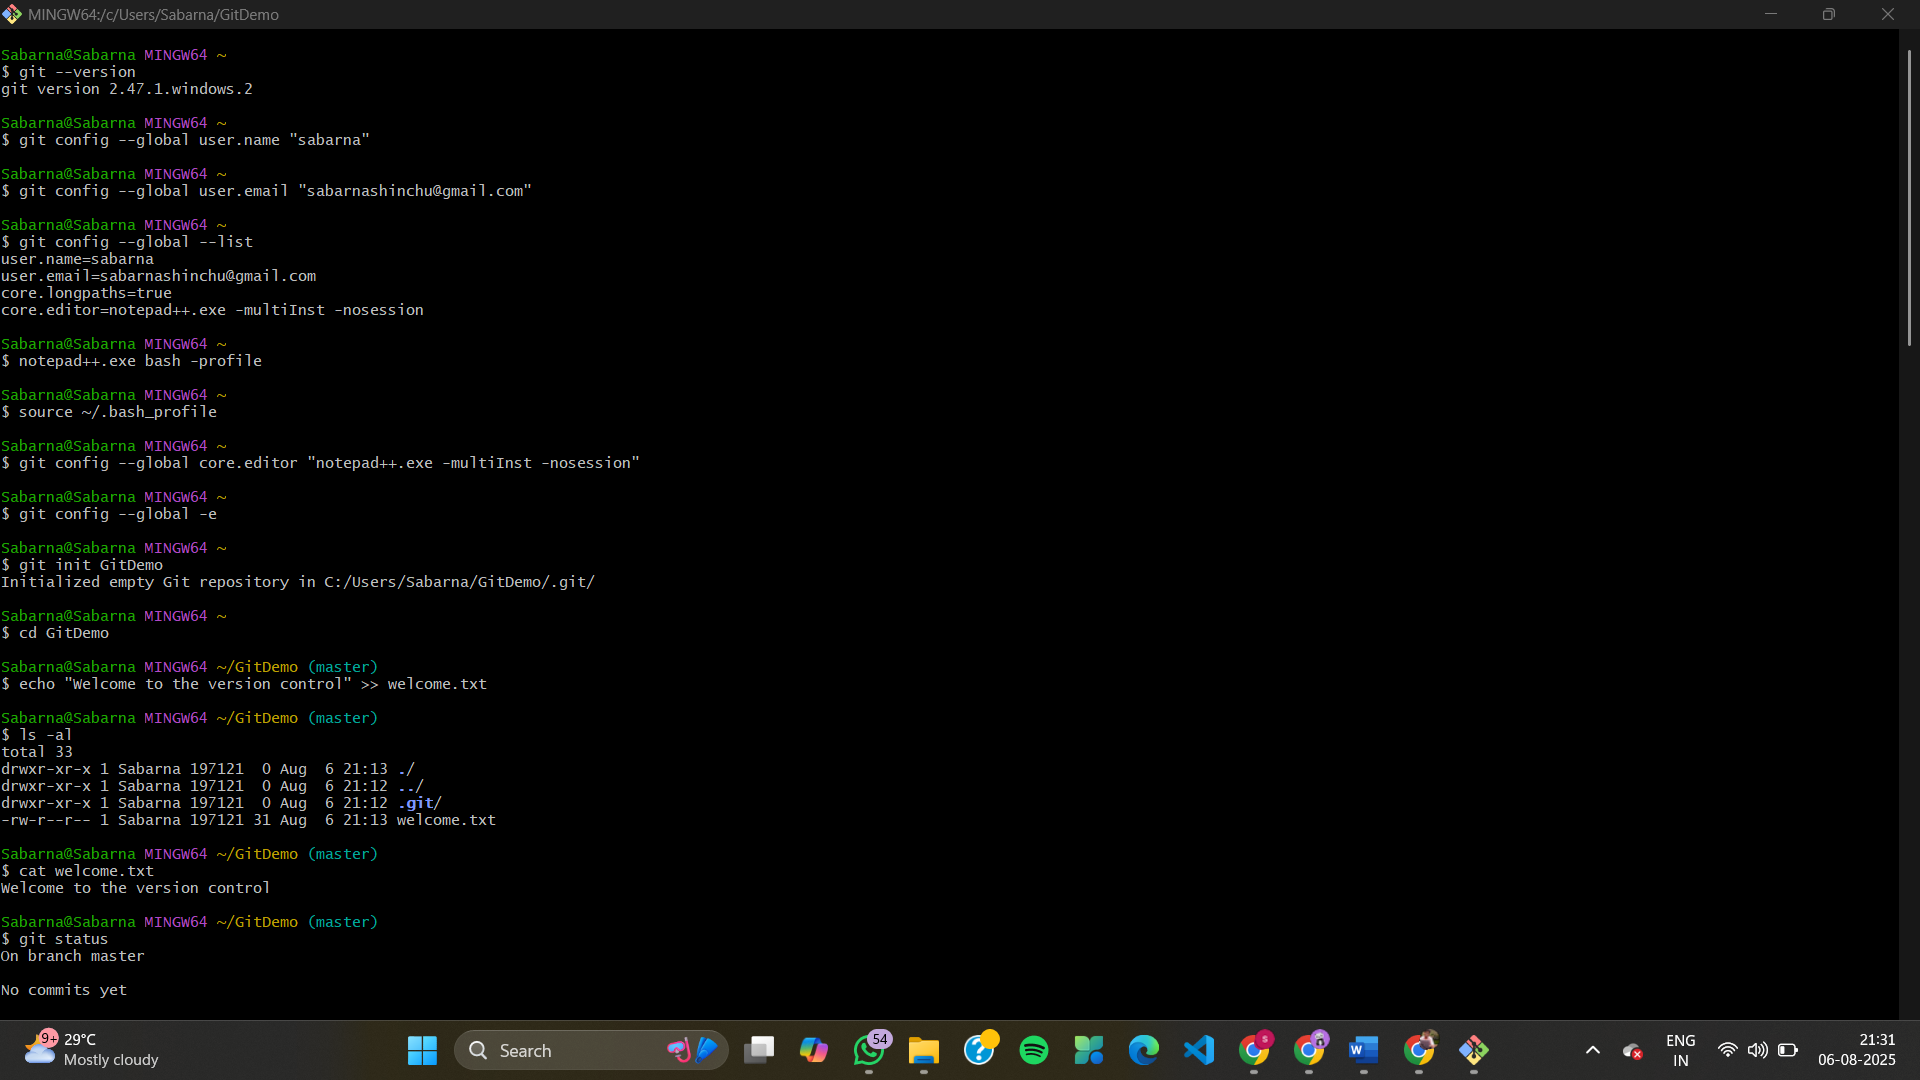 MINGW64:/c/Users/Sabarna/GitDemo
Sabarna@Sabarna MINGW64 ~
$ git --version
git version 2.47.1.windows.2
Sabarna@Sabarna MINGW64 ~
$ git config --global user.name "sabarna"
Sabarna@Sabarna MINGW64 ~
$ git config --global user.email "sabarnashinchu@gmail.com"
Sabarna@Sabarna MINGW64 ~
$ git config --global --list
user.name=sabarna
user.email=sabarnashinchu@gmail.com
core.longpaths=true
core.editor=notepad++.exe -multiInst -nosession
Sabarna@Sabarna MINGW64 ~
$ notepad++.exe bash -profile
Sabarna@Sabarna MINGW64 ~
$ source ~/.bash_profile
Sabarna@Sabarna MINGW64 ~
$ git config --global core.editor "notepad++.exe -multiInst -nosession"
Sabarna@Sabarna MINGW64 ~
$ git config --global -e
Sabarna@Sabarna MINGW64 ~
$ git init GitDemo
Initialized empty Git repository in C:/Users/Sabarna/GitDemo/.git/
Sabarna@Sabarna MINGW64 ~
$ cd GitDemo
Sabarna@Sabarna MINGW64 ~/GitDemo (master)
$ echo "Welcome to the version control" >> welcome.txt
Sabarna@Sabarna MINGW64 ~/GitDemo (master)
$ ls -al
total 33
drwxr-xr-x 1 Sabarna 197121  0 Aug  6 21:13 ./
drwxr-xr-x 1 Sabarna 197121  0 Aug  6 21:12 ../
drwxr-xr-x 1 Sabarna 197121  0 Aug  6 21:12 .git/
-rw-r--r-- 1 Sabarna 197121 31 Aug  6 21:13 welcome.txt
Sabarna@Sabarna MINGW64 ~/GitDemo (master)
$ cat welcome.txt
Welcome to the version control
Sabarna@Sabarna MINGW64 ~/GitDemo (master)
$ git status
On branch master
No commits yet
9+
29°C
Mostly cloudy
Search
54
S
W
ENG
IN
21:31
06-08-2025